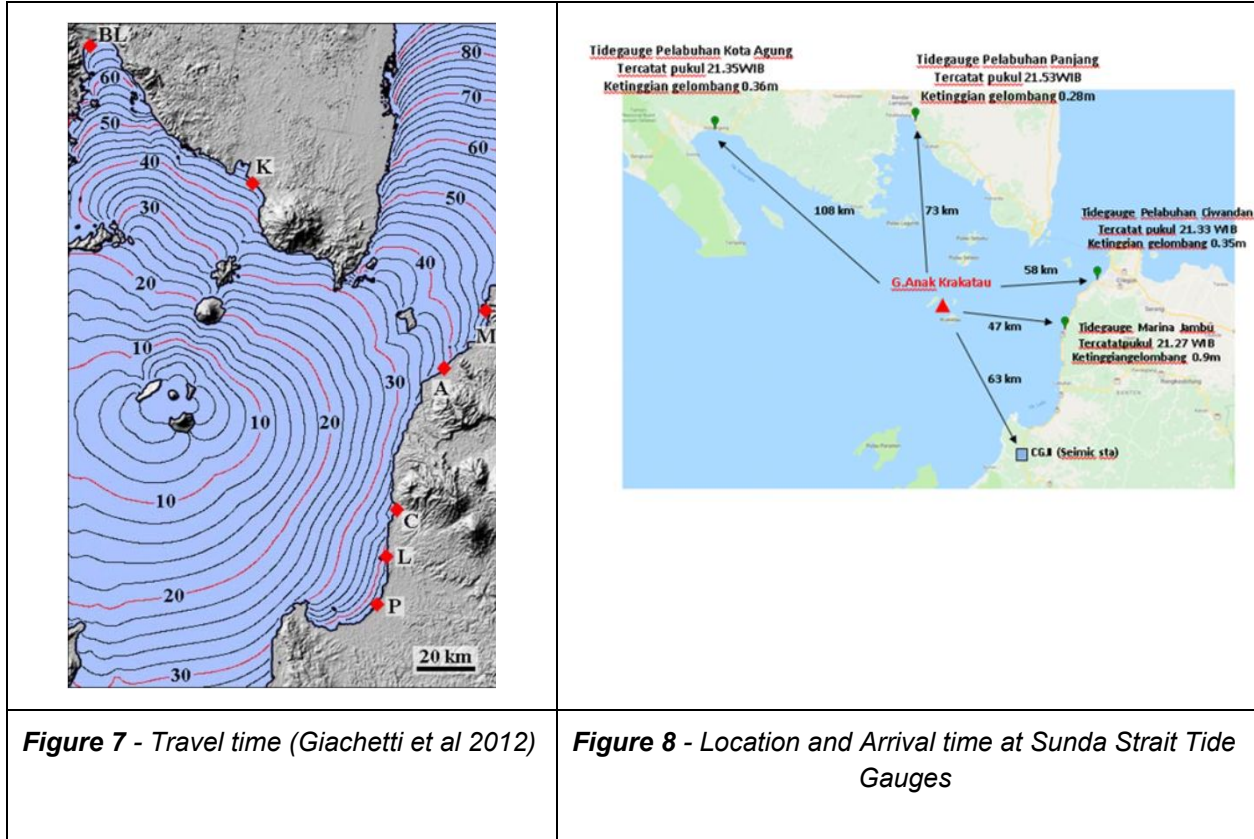 BL
60
50
K
40
30
20
10
10
20
30
10
20
30
40
50
60
70
80
M
A
C
L
P
20 km
Tidegauge Pelabuhan Kota Agung
Tercatat pukul 21.35WIB
Ketinggian gelombang 0.36m
Tidegauge Pelabuhan Panjang
Tercatat pukul 21.53WIB
Ketinggian gelombang 0.28m
108 km
73 km
Tidegauge Pelabuhan Ciwandan
Tercatat pukul 21.33 WIB
Ketinggian gelombang 0.35m
58 km
G.Anak Krakatau
47 km
Tidegauge Marina Jambu
Tercatatpukul 21.27 WIB
Ketinggiangelombang 0.9m
63 km
CGJI (Seimic sta)
Figure 7 - Travel time (Giachetti et al 2012)
Figure 8 - Location and Arrival time at Sunda Strait Tide
Gauges